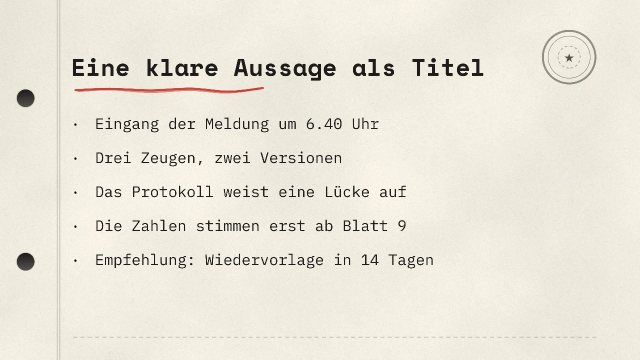 Eine klare Aussage als Titel
· Eingang der Meldung um 6.40 Uhr
· Drei Zeugen, zwei Versionen
· Das Protokoll weist eine Lücke auf
· Die Zahlen stimmen erst ab Blatt 9
· Empfehlung: Wiedervorlage in 14 Tagen